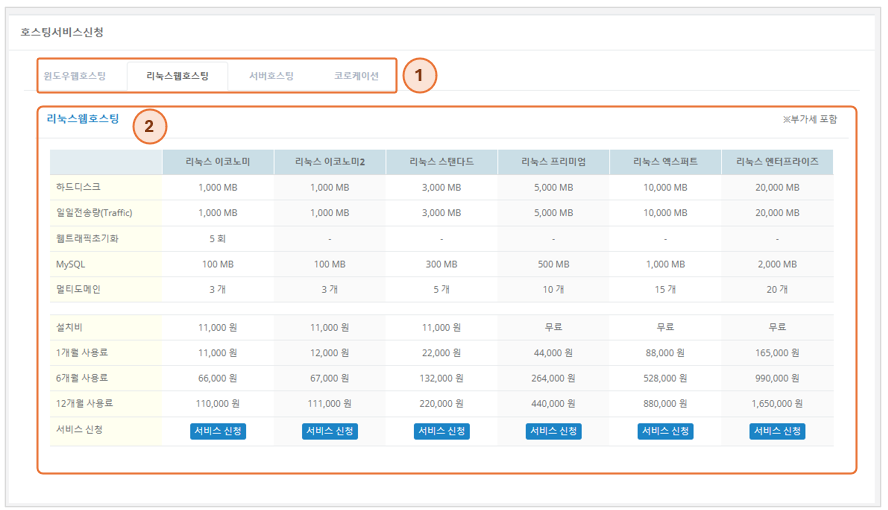 호스팅서비스신청
윈도우웹호스팅 리눅스웹호스팅 서버호스팅 코로케이션 1
리눅스웹호스팅 2 ※부가세 포함
리눅스 이코노미 리눅스 이코노미2 리눅스 스탠다드 리눅스 프리미엄 리눅스 엑스퍼트 리눅스 엔터프라이즈
하드디스크 1,000 MB 1,000 MB 3,000 MB 5,000 MB 10,000 MB 20,000 MB
일일전송량(Traffic) 1,000 MB 1,000 MB 3,000 MB 5,000 MB 10,000 MB 20,000 MB
웹트래픽초기화 5 회 - - - - -
MySQL 100 MB 100 MB 300 MB 500 MB 1,000 MB 2,000 MB
멀티도메인 3 개 3 개 5 개 10 개 15 개 20 개
설치비 11,000 원 11,000 원 11,000 원 무료 무료 무료
1개월 사용료 11,000 원 12,000 원 22,000 원 44,000 원 88,000 원 165,000 원
6개월 사용료 66,000 원 67,000 원 132,000 원 264,000 원 528,000 원 990,000 원
12개월 사용료 110,000 원 111,000 원 220,000 원 440,000 원 880,000 원 1,650,000 원
서비스 신청 서비스 신청 서비스 신청 서비스 신청 서비스 신청 서비스 신청 서비스 신청